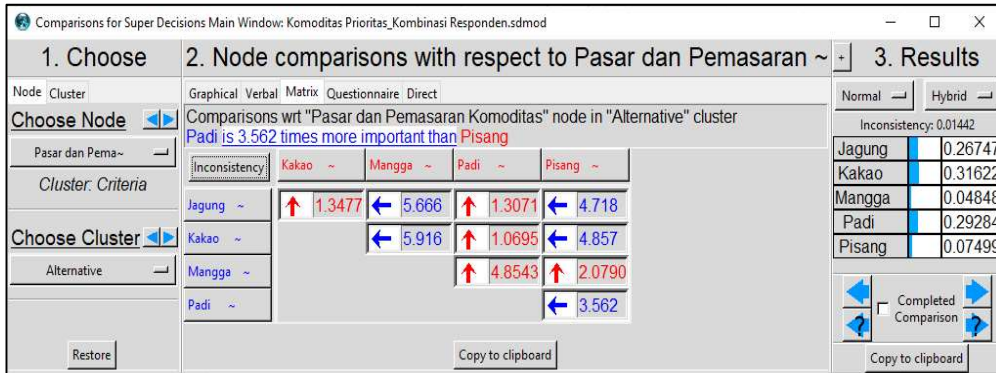 Comparisons for Super Decisions Main Window: Komoditas Prioritas_Kombinasi Responden.sdmod
1. Choose
Node Cluster
Choose Node
Pasar dan Pema~
Cluster: Criteria
Choose Cluster
Alternative
Restore
2. Node comparisons with respect to Pasar dan Pemasaran ~
Graphical Verbal Matrix Questionnaire Direct
Comparisons wrt "Pasar dan Pemasaran Komoditas" node in "Alternative" cluster
Padi is 3.562 times more important than Pisang
Inconsistency Kakao ~ Mangga ~ Padi ~ Pisang ~
Jagung ~ 1.3477 5.666 1.3071 4.718
Kakao ~ 5.916 1.0695 4.857
Mangga ~ 4.8543 2.0790
Padi ~ 3.562
Copy to clipboard
+ 3. Results
Normal Hybrid
Inconsistency: 0.01442
Jagung 0.26747
Kakao 0.31622
Mangga 0.04848
Padi 0.29284
Pisang 0.07499
Completed
Comparison
? ?
Copy to clipboard